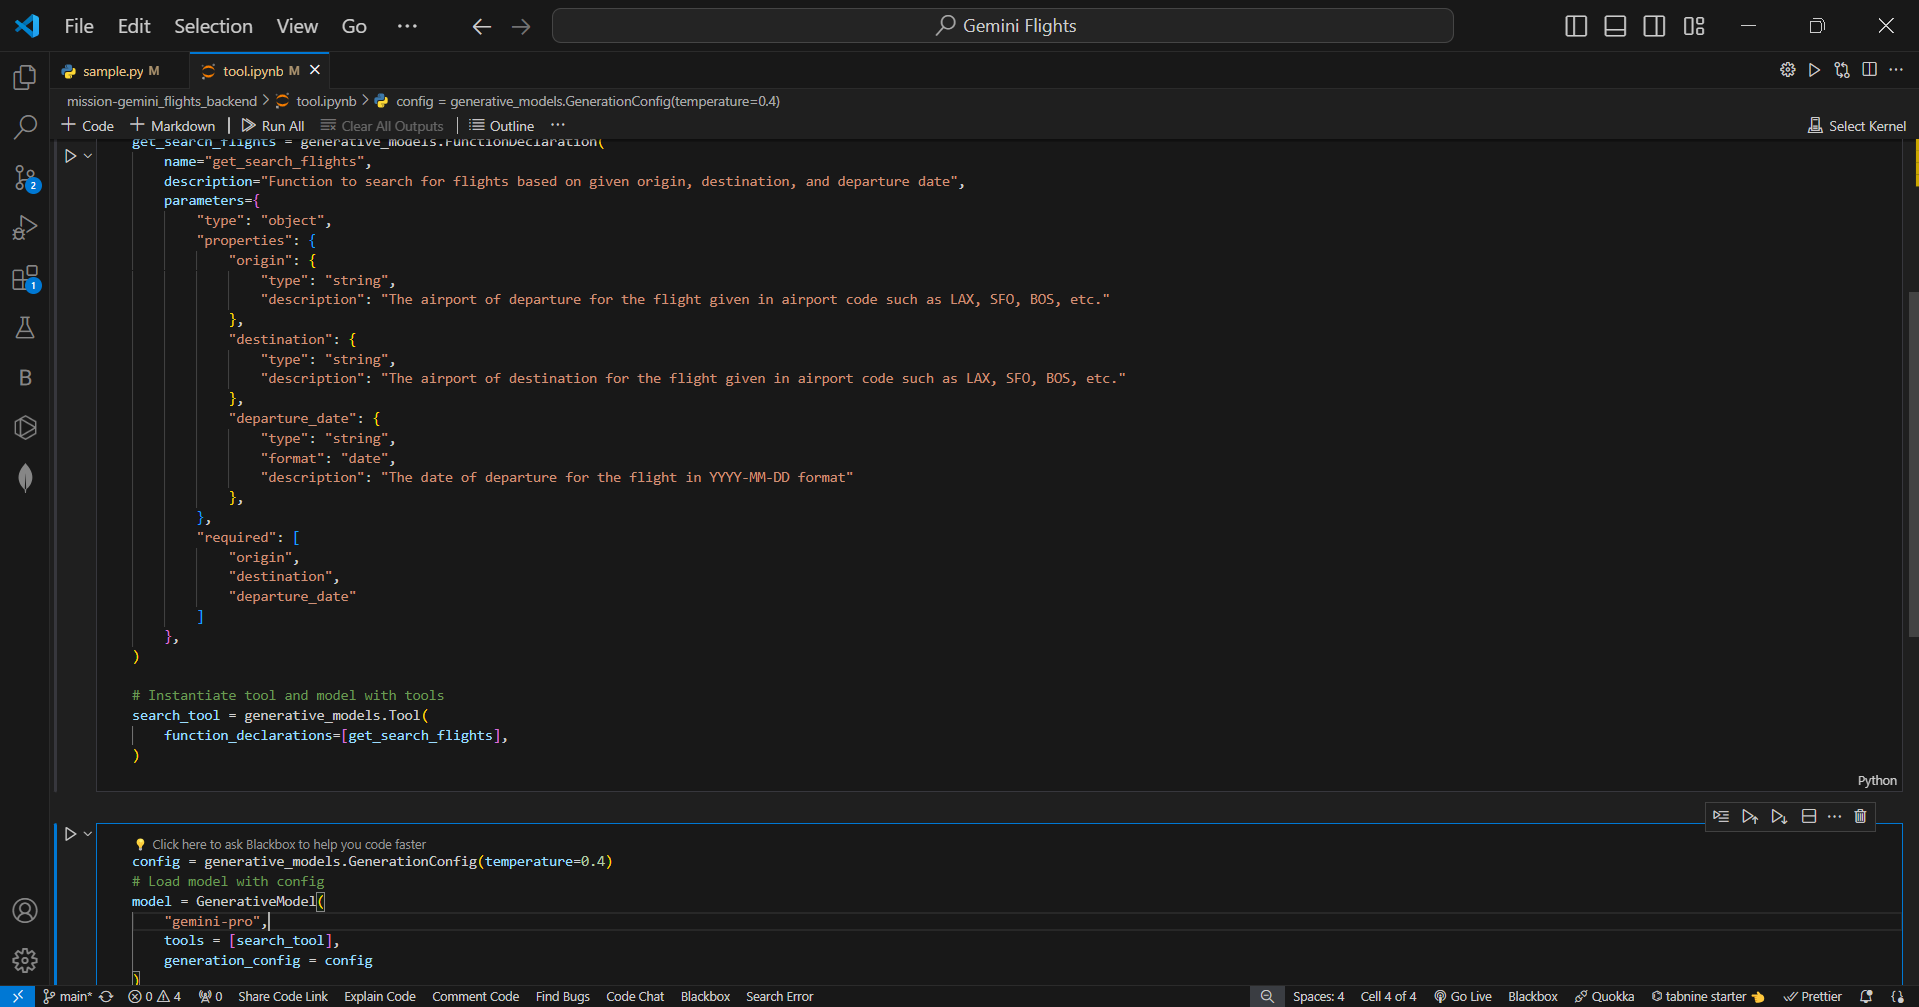 File Edit Selection View Go ··· Gemini Flights
sample.py M tool.ipynb M
mission-gemini_flights_backend > tool.ipynb > config = generative_models.GenerationConfig(temperature=0.4)
+ Code + Markdown | Run All Clear All Outputs | Outline ··· Select Kernel
get_search_flights = generative_models.FunctionDeclaration(
name="get_search_flights",
description="Function to search for flights based on given origin, destination, and departure date",
parameters={
"type": "object",
"properties": {
"origin": {
"type": "string",
"description": "The airport of departure for the flight given in airport code such as LAX, SFO, BOS, etc."
},
"destination": {
"type": "string",
"description": "The airport of destination for the flight given in airport code such as LAX, SFO, BOS, etc."
},
"departure_date": {
"type": "string",
"format": "date",
"description": "The date of departure for the flight in YYYY-MM-DD format"
},
},
"required": [
"origin",
"destination",
"departure_date"
]
},
)
# Instantiate tool and model with tools
search_tool = generative_models.Tool(
function_declarations=[get_search_flights],
)
Python
Click here to ask Blackbox to help you code faster
config = generative_models.GenerationConfig(temperature=0.4)
# Load model with config
model = GenerativeModel(
"gemini-pro",
tools = [search_tool],
generation_config = config
)
2
1
B
main* 0 4 0 Share Code Link Explain Code Comment Code Find Bugs Code Chat Blackbox Search Error Spaces: 4 Cell 4 of 4 Go Live Blackbox Quokka tabnine starter Prettier {}